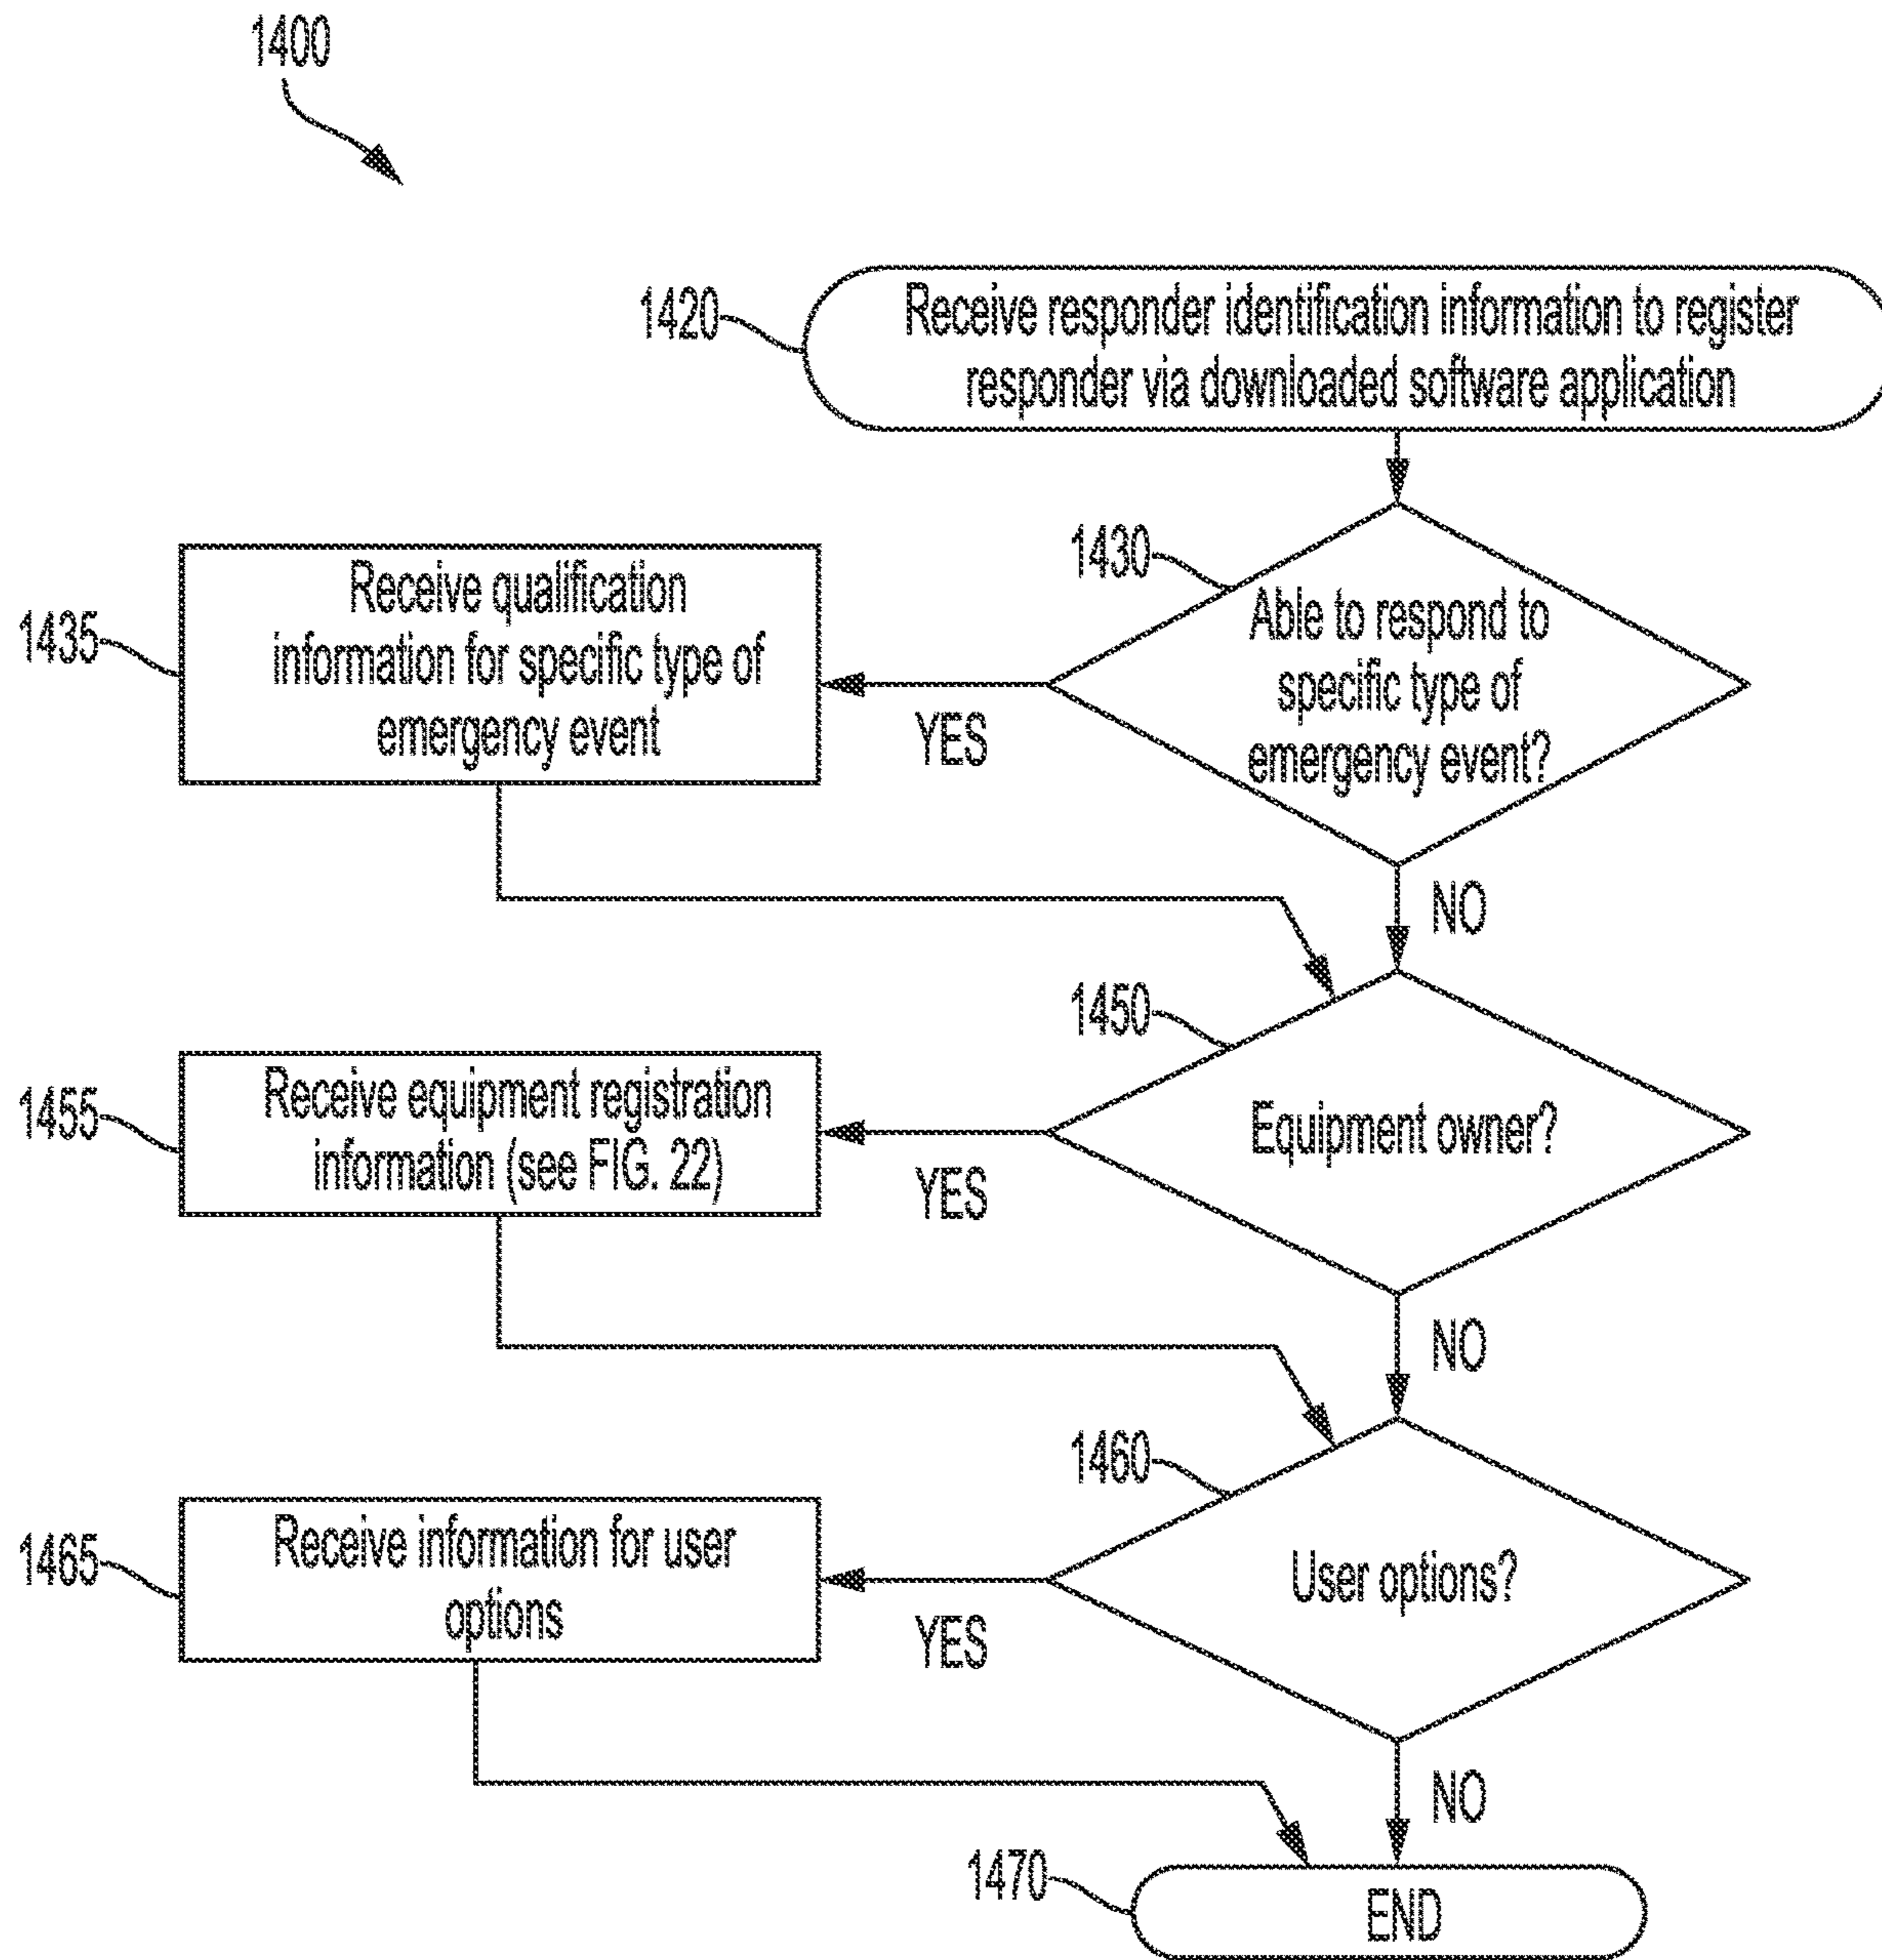 1400
1420
Receive responder identification information to register
responder via downloaded software application
1430
Able to respond to
specific type of
emergency event?
YES
NO
1435
Receive qualification
information for specific type of
emergency event
1450
Equipment owner?
YES
NO
1455
Receive equipment registration
information (see FIG. 22)
1460
User options?
YES
NO
1465
Receive information for user
options
1470
END